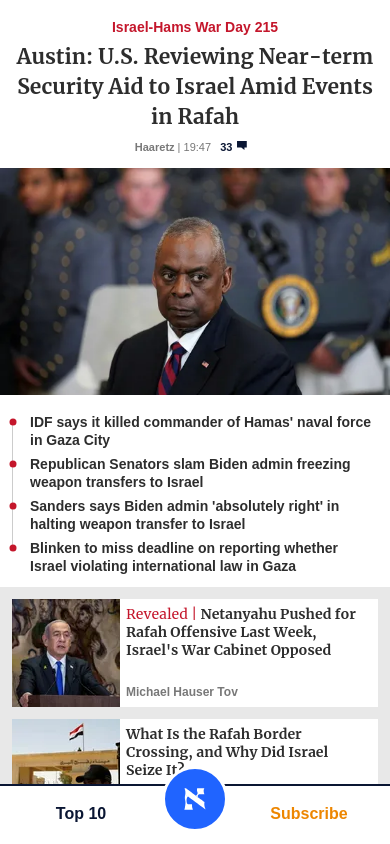 Israel-Hams War Day 215
Austin: U.S. Reviewing Near-term
Security Aid to Israel Amid Events
in Rafah
Haaretz | 19:47 33
IDF says it killed commander of Hamas' naval force
in Gaza City
Republican Senators slam Biden admin freezing
weapon transfers to Israel
Sanders says Biden admin 'absolutely right' in
halting weapon transfer to Israel
Blinken to miss deadline on reporting whether
Israel violating international law in Gaza
Revealed | Netanyahu Pushed for
Rafah Offensive Last Week,
Israel's War Cabinet Opposed
Michael Hauser Tov
What Is the Rafah Border
Crossing, and Why Did Israel
Seize It?
Top 10
Subscribe